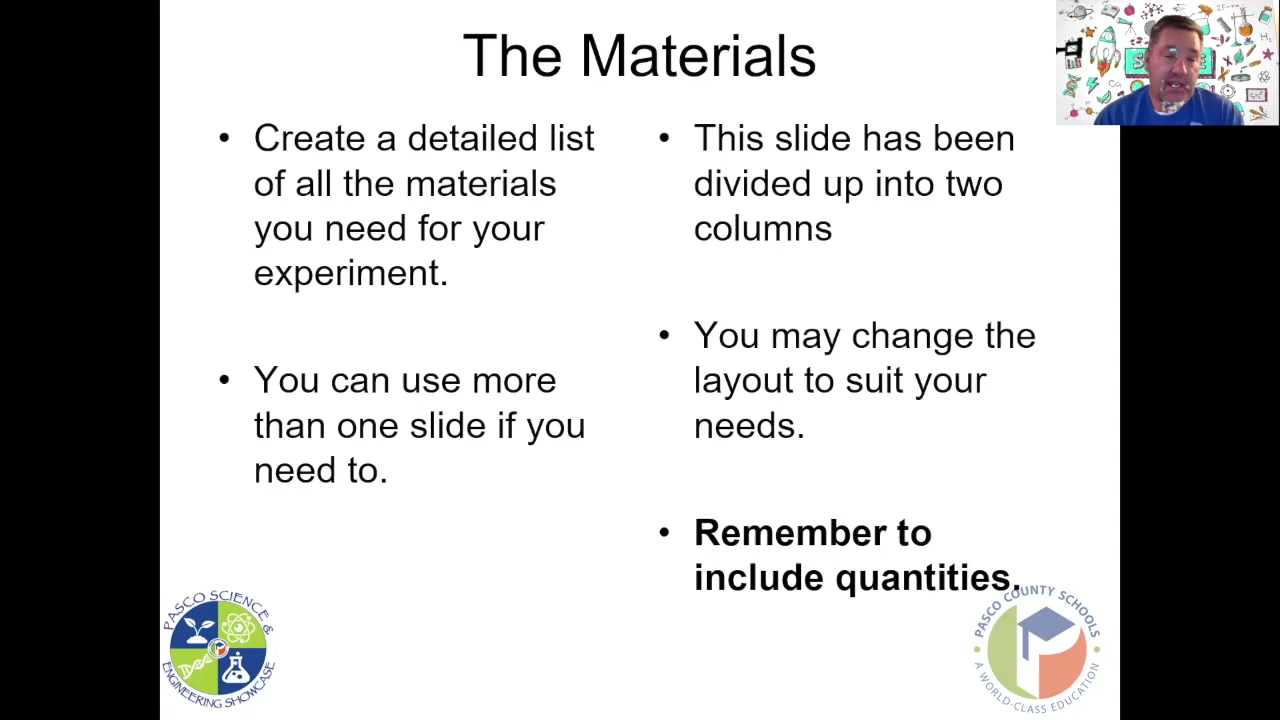 The Materials
• Create a detailed list
of all the materials
you need for your
experiment.
• You can use more
than one slide if you
need to.
• This slide has been
divided up into two
columns
• You may change the
layout to suit your
needs.
• Remember to
include quantities.
PASCO SCIENCE &
ENGINEERING SHOWCASE
PASCO COUNTY SCHOOLS
A WORLD-CLASS EDUCATION